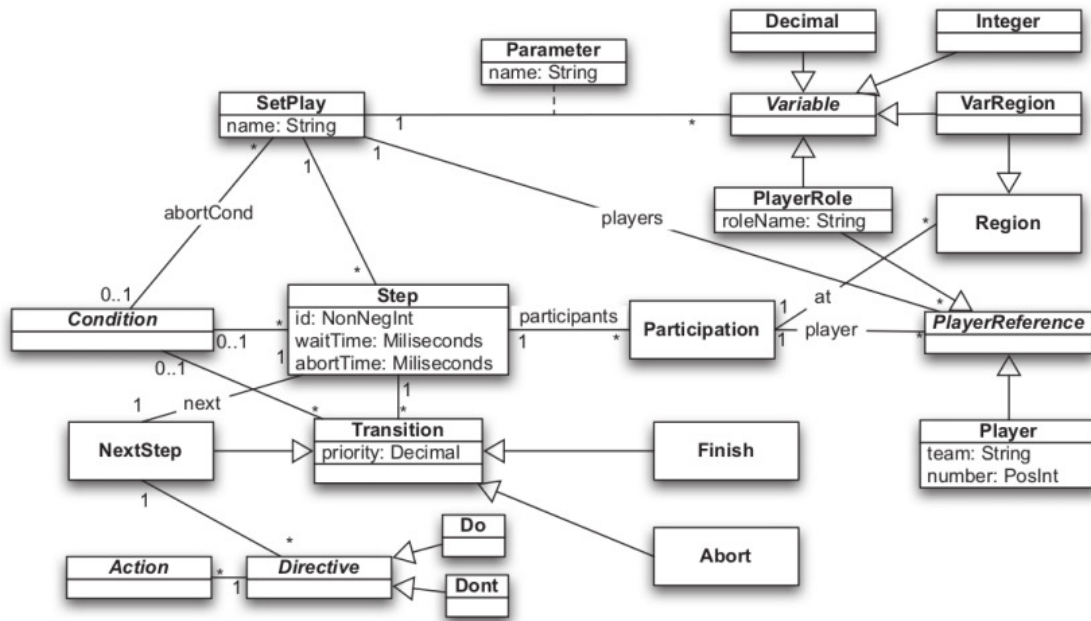 Decimal
Integer
Parameter
name: String
SetPlay
name: String
1
*
Variable
VarRegion
*
1
1
abortCond
players
PlayerRole
roleName: String
*
Region
0..1
*
Condition
Step
id: NonNegInt
waitTime: Miliseconds
abortTime: Miliseconds
*
0..1
1
participants
1
*
Participation
1
at
1
player
*
*
PlayerReference
0..1
1
next
1
*
*
NextStep
Transition
priority: Decimal
Finish
Player
team: String
number: PosInt
1
*
Do
Abort
Action
*
1
Directive
Dont